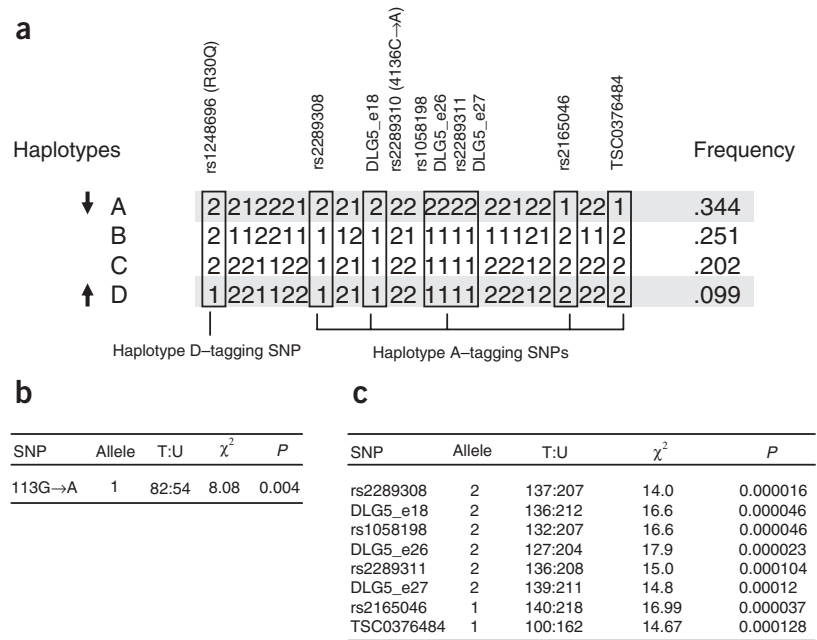 a
rs1248696 (R30Q)
rs2289308
DLG5_e18
rs2289310 (4136C→A)
rs1058198
DLG5_e26
rs2289311
DLG5_e27
rs2165046
TSC0376484
Haplotypes Frequency
A 2 212221 2 21 2 22 2222 22122 1 22 1 .344
B 2 112211 1 12 1 21 1111 11121 2 11 2 .251
C 2 221122 1 21 1 22 1111 22212 2 22 2 .202
D 1 221122 1 21 1 22 1111 22212 2 22 2 .099
Haplotype D–tagging SNP Haplotype A–tagging SNPs
b
SNP Allele T:U χ² P
113G→A 1 82:54 8.08 0.004
c
SNP Allele T:U χ² P
rs2289308 2 137:207 14.0 0.000016
DLG5_e18 2 136:212 16.6 0.000046
rs1058198 2 132:207 16.6 0.000046
DLG5_e26 2 127:204 17.9 0.000023
rs2289311 2 136:208 15.0 0.000104
DLG5_e27 2 139:211 14.8 0.00012
rs2165046 1 140:218 16.99 0.000037
TSC0376484 1 100:162 14.67 0.000128